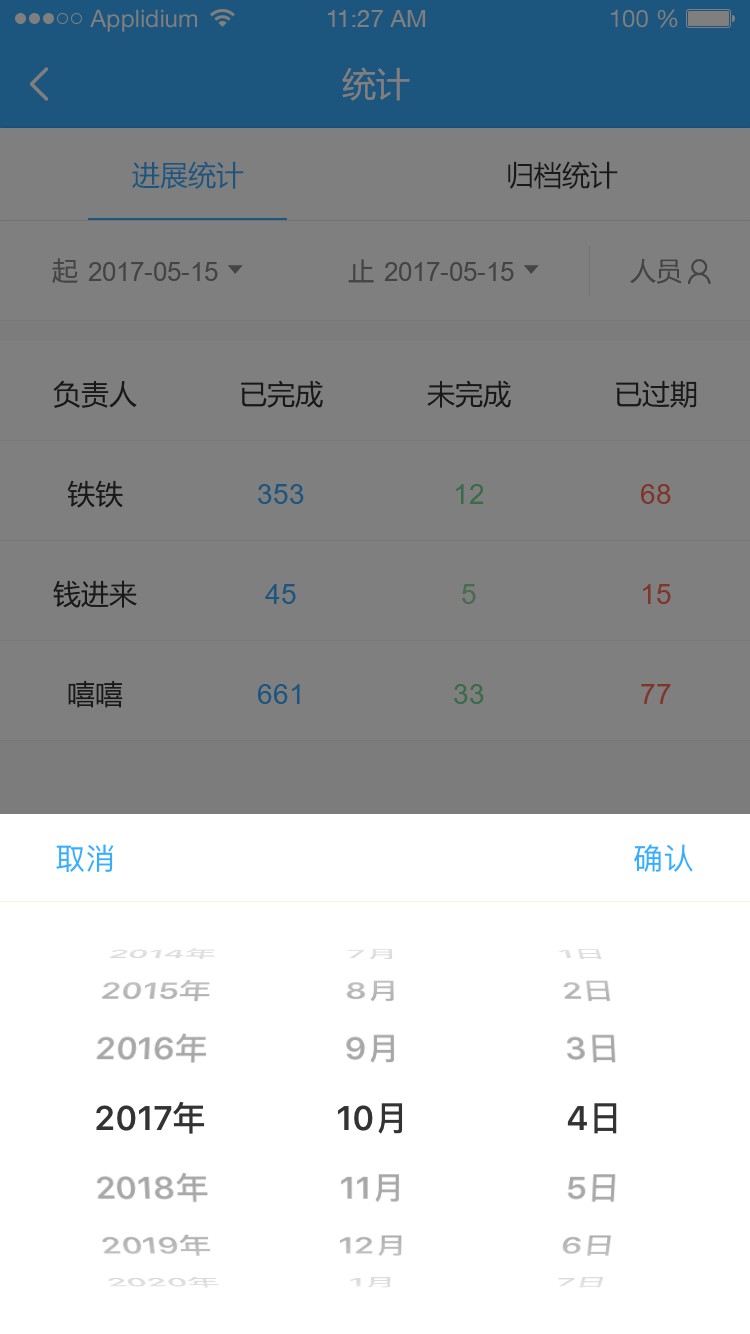 Applidium 11:27 AM 100 %
统计
进展统计 归档统计
起 2017-05-15 止 2017-05-15 人员
负责人 已完成 未完成 已过期
铁铁 353 12 68
钱进来 45 5 15
嘻嘻 661 33 77
取消 确认
2014年 7月 1日
2015年 8月 2日
2016年 9月 3日
2017年 10月 4日
2018年 11月 5日
2019年 12月 6日
2020年 1月 7日